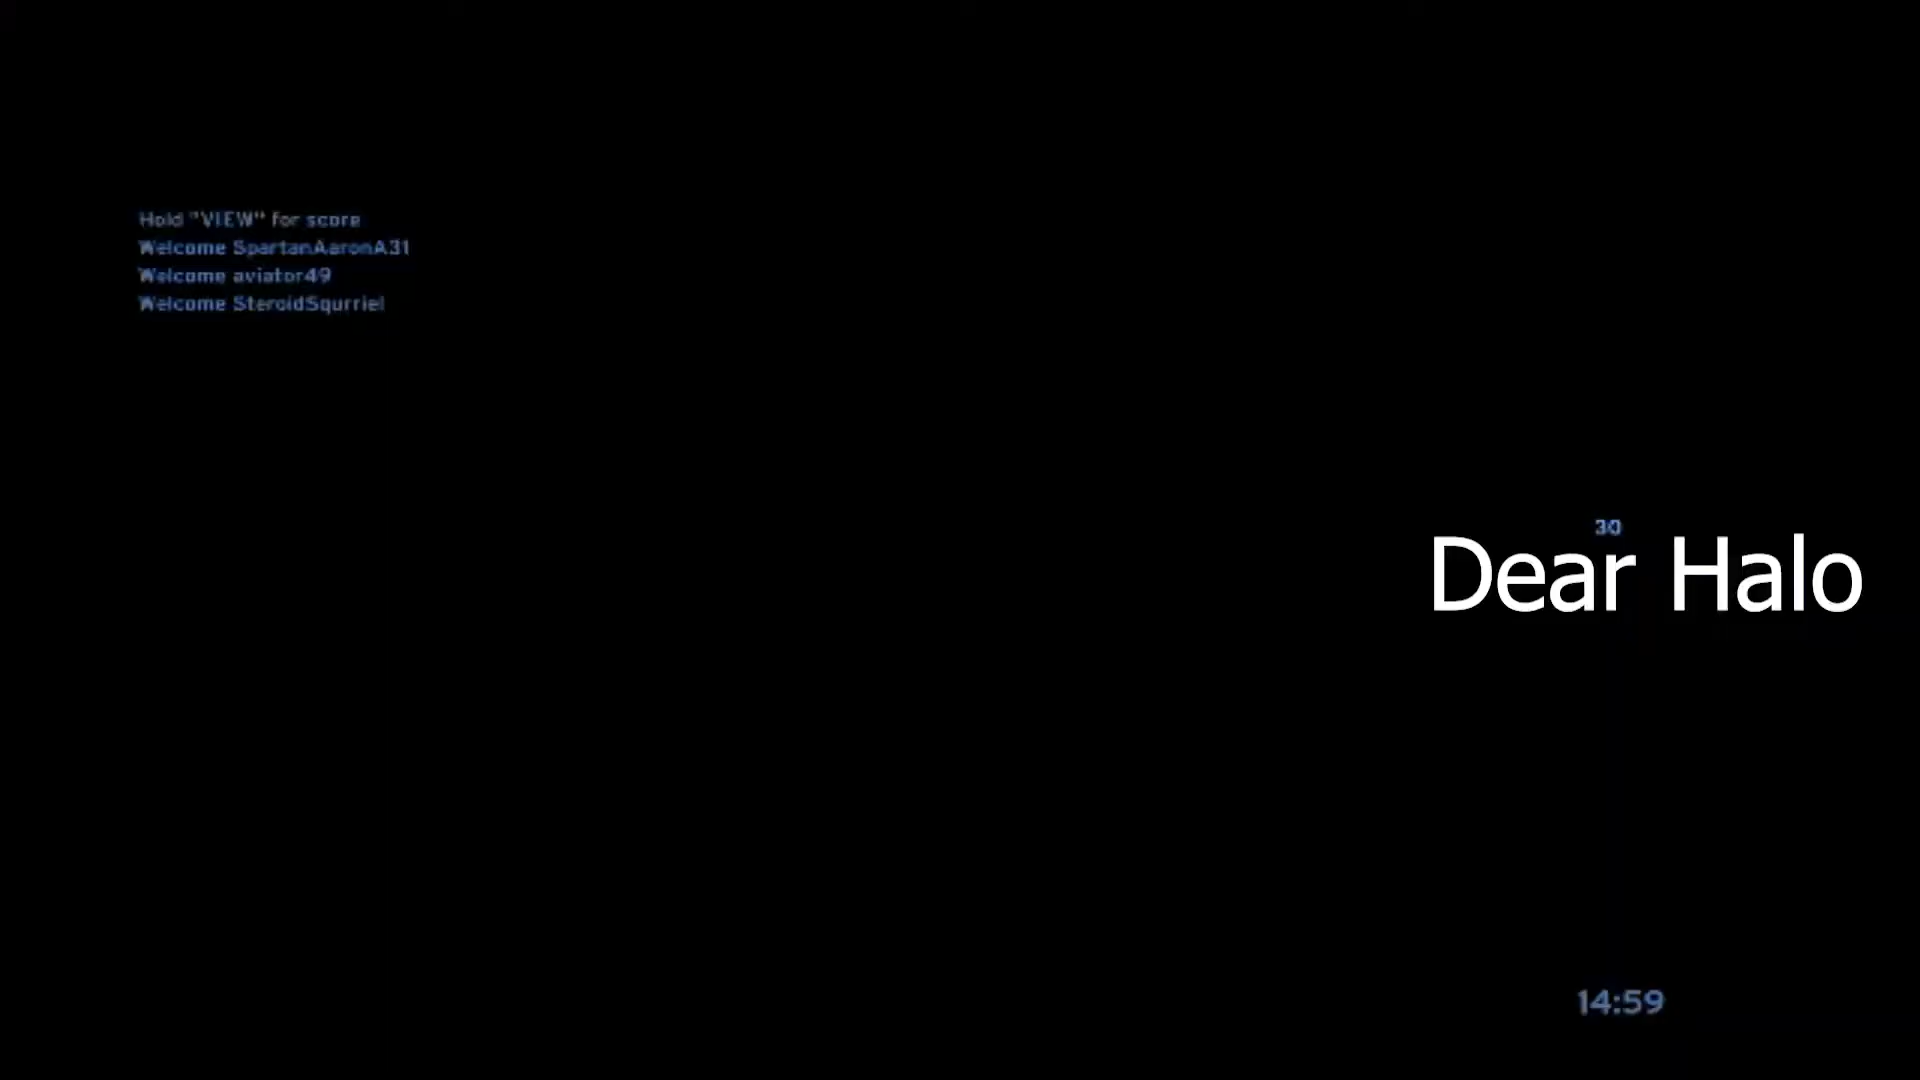 Hold "VIEW" for score
Welcome SpartanAaronA31
Welcome aviator49
Welcome SteroidSqurriel
30
Dear Halo
14:59